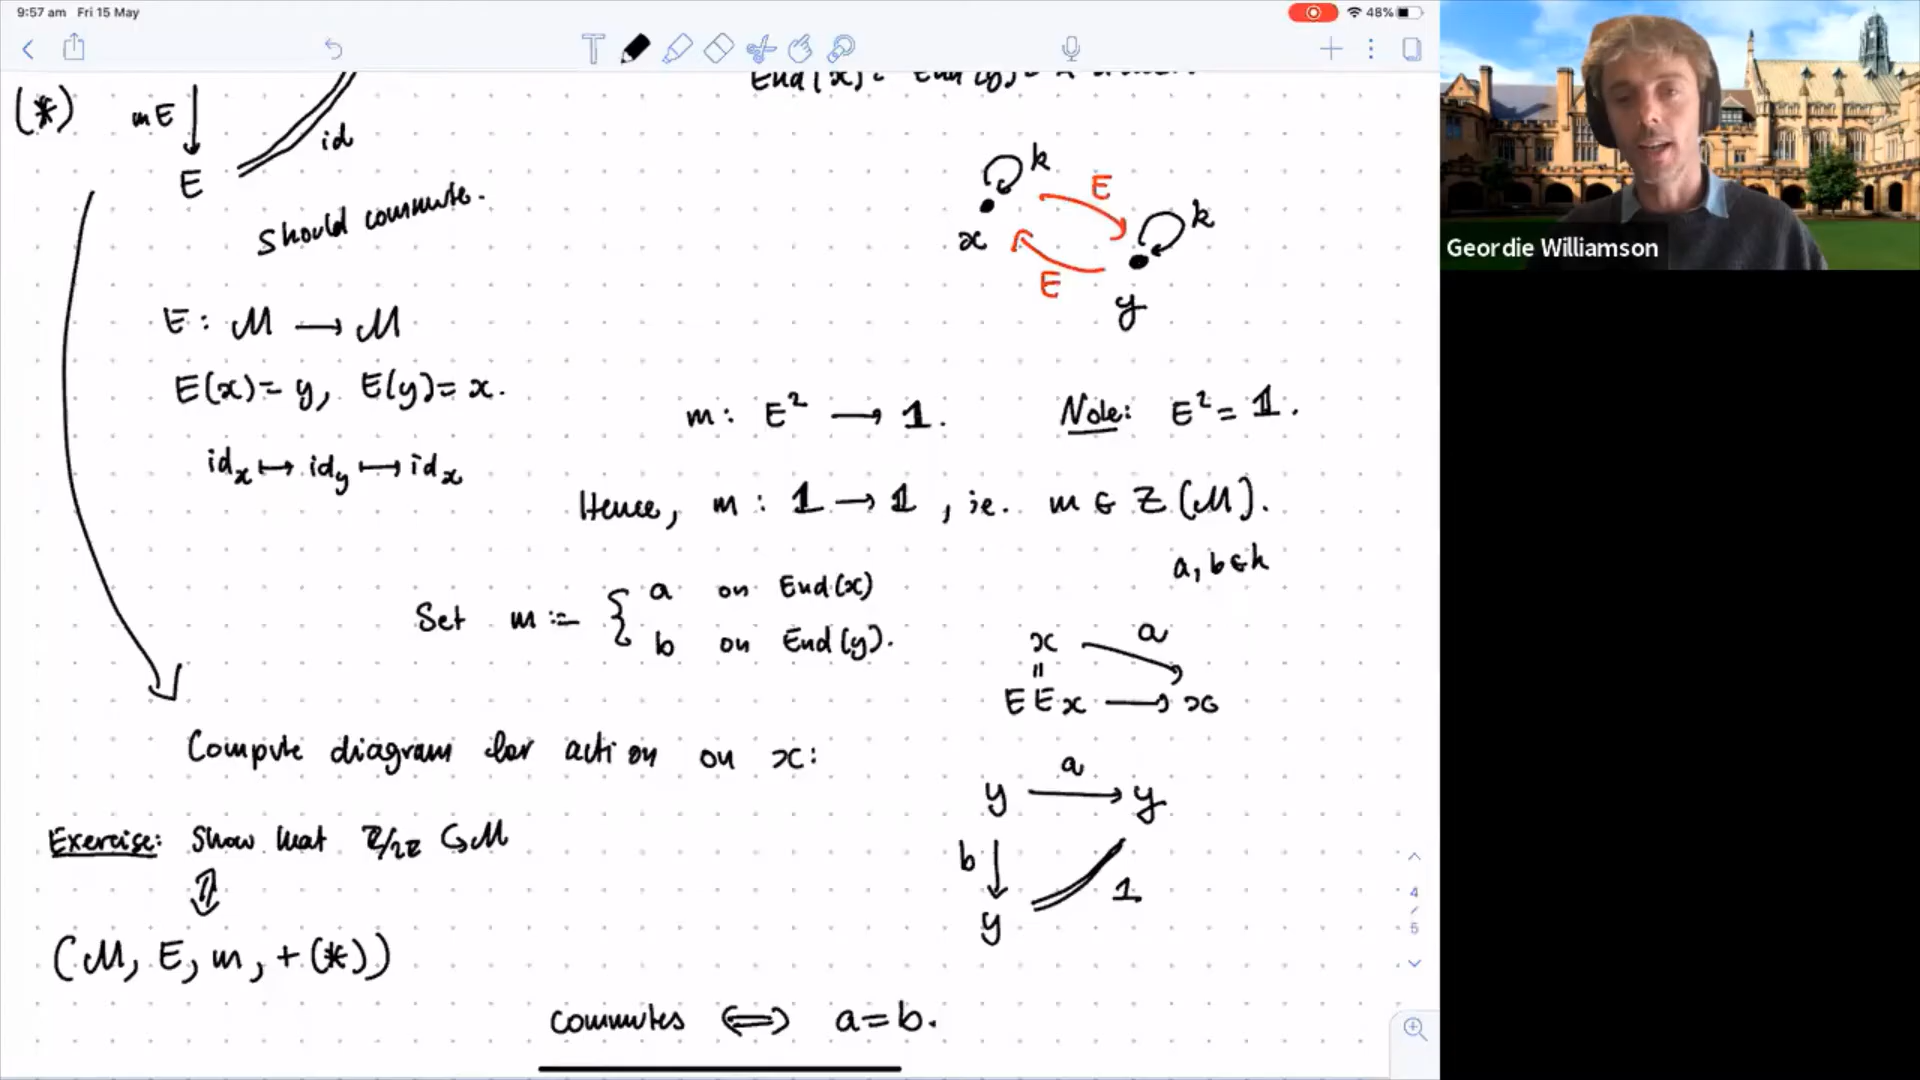 9:57 am Fri 15 May
48%
(*) mE
id
E
should commute.
k
E
x
k
E
y
E: M → M
E(x) = y, E(y) = x.
id_x ↦ id_y ↦ id_x
m: E² → 1. Note: E² = 1.
Hence, m: 1 → 1, ie. m ∈ Z(M).
a, b ∈ k
Set m := { a on End(x)
b on End(y).
x a
=
EEx → x
Compute diagram for action on x:
a
y → y
b 1
y
Exercise: Show that Z/2Z ↻ M
⇕
(M, E, m, + (*))
commutes ⟺ a = b.
4
/
5
Geordie Williamson